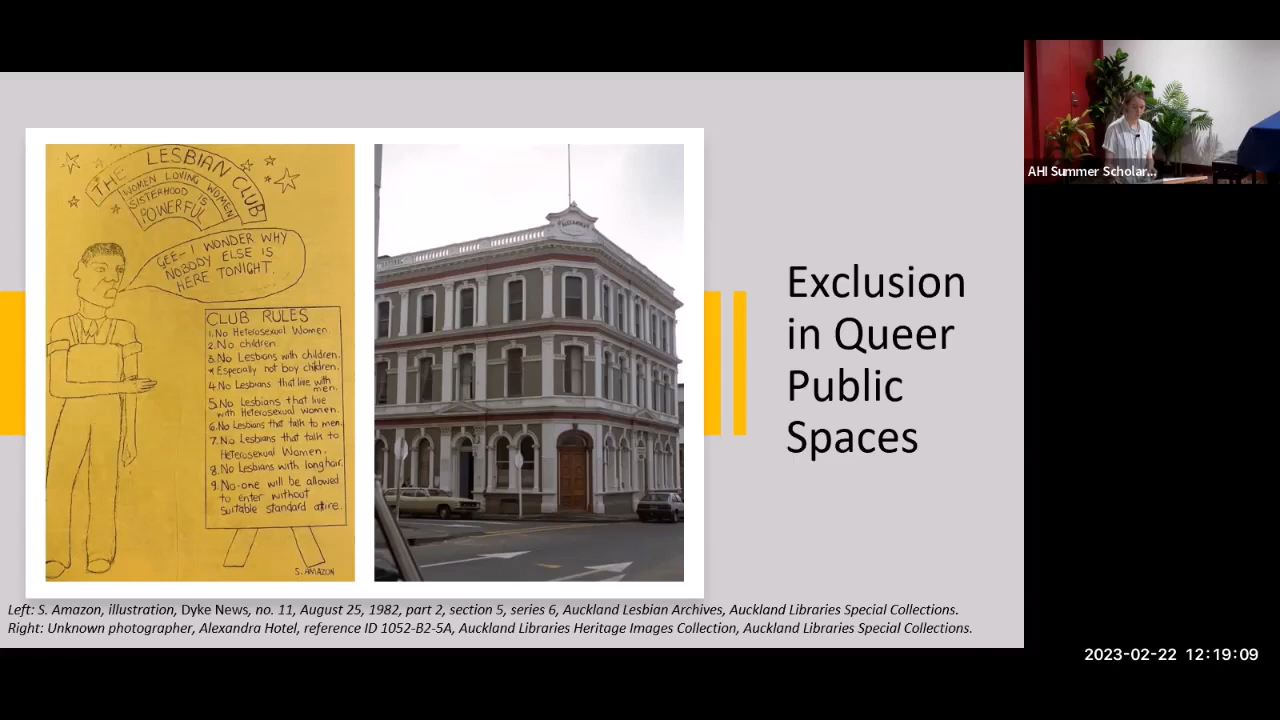 THE LESBIAN CLUB
WOMEN LOVING WOMEN
SISTERHOOD IS
POWERFUL
GEE- I WONDER WHY
NOBODY ELSE IS
HERE TONIGHT.
CLUB RULES
1. No Heterosexual Women
2. No children
3. No Lesbians with children.
* Especially not boy children.
4. No Lesbians that live with
men.
5. No Lesbians that live
with Heterosexual women.
6. No Lesbians that talk to men.
7. No Lesbians that talk to
Heterosexual Women.
8. No Lesbians with long hair.
9. No-one will be allowed
to enter without
suitable standard attire.
S. AMAZON
Exclusion
in Queer
Public
Spaces
Left: S. Amazon, illustration, Dyke News, no. 11, August 25, 1982, part 2, section 5, series 6, Auckland Lesbian Archives, Auckland Libraries Special Collections.
Right: Unknown photographer, Alexandra Hotel, reference ID 1052-B2-5A, Auckland Libraries Heritage Images Collection, Auckland Libraries Special Collections.
AHI Summer Scholar...
2023-02-22 12:19:09